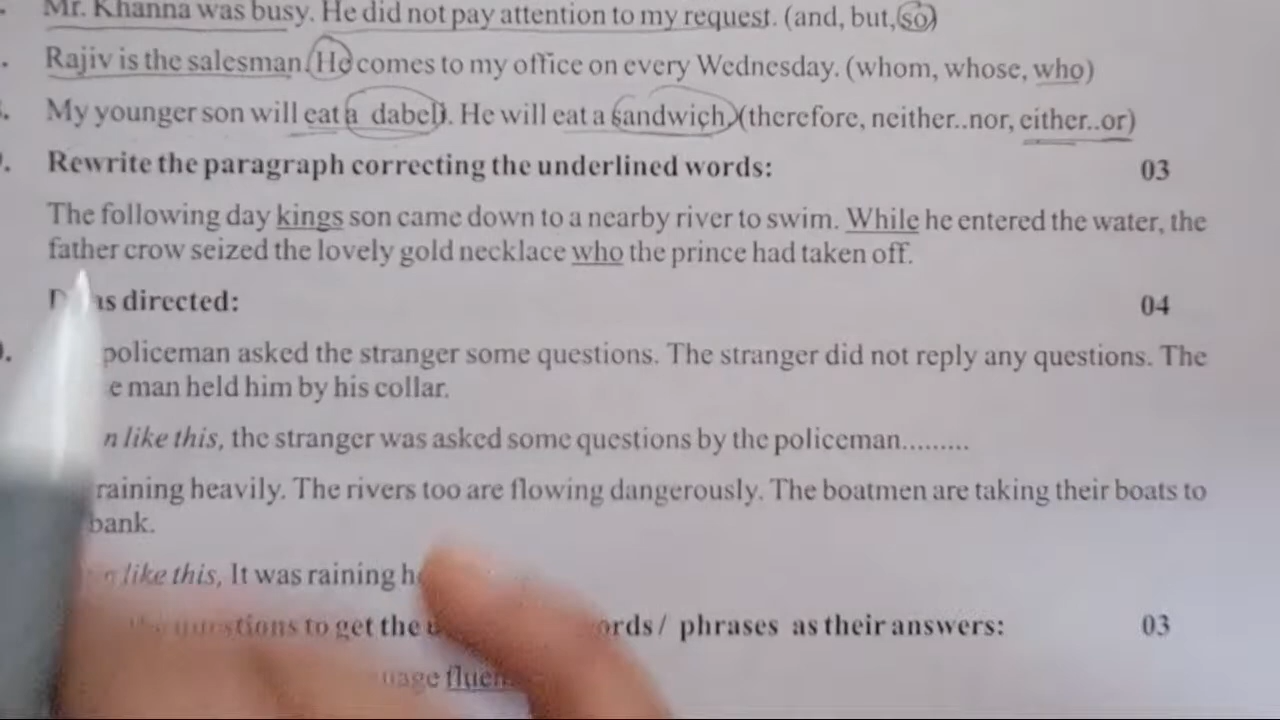 Mr. Khanna was busy. He did not pay attention to my request. (and, but, so)
Rajiv is the salesman. He comes to my office on every Wednesday. (whom, whose, who)
My younger son will eat a dabeli. He will eat a sandwich. (therefore, neither..nor, either..or)
Rewrite the paragraph correcting the underlined words: 03
The following day kings son came down to a nearby river to swim. While he entered the water, the
father crow seized the lovely gold necklace who the prince had taken off.
as directed: 04
policeman asked the stranger some questions. The stranger did not reply any questions. The
man held him by his collar.
like this, the stranger was asked some questions by the policeman.........
raining heavily. The rivers too are flowing dangerously. The boatmen are taking their boats to
bank.
like this, It was raining
questions to get the phrases as their answers: 03